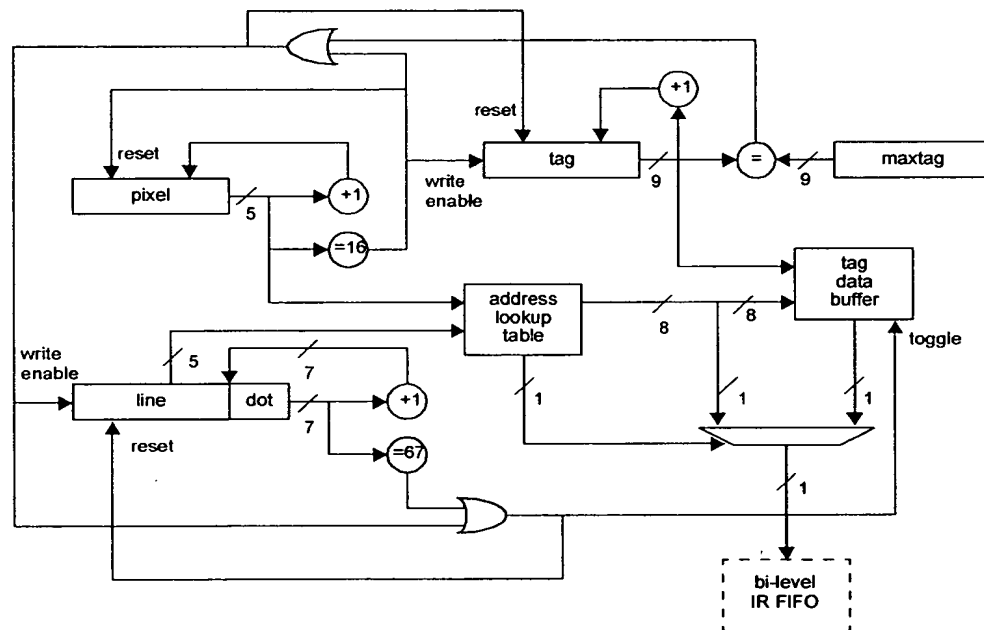 reset
+1
reset
tag
=
maxtag
9
9
write
enable
pixel
5
+1
=16
tag
data
buffer
address
lookup
table
8
8
toggle
5
7
write
enable
line
dot
7
+1
1
1
1
reset
=67
1
bi-level
IR FIFO